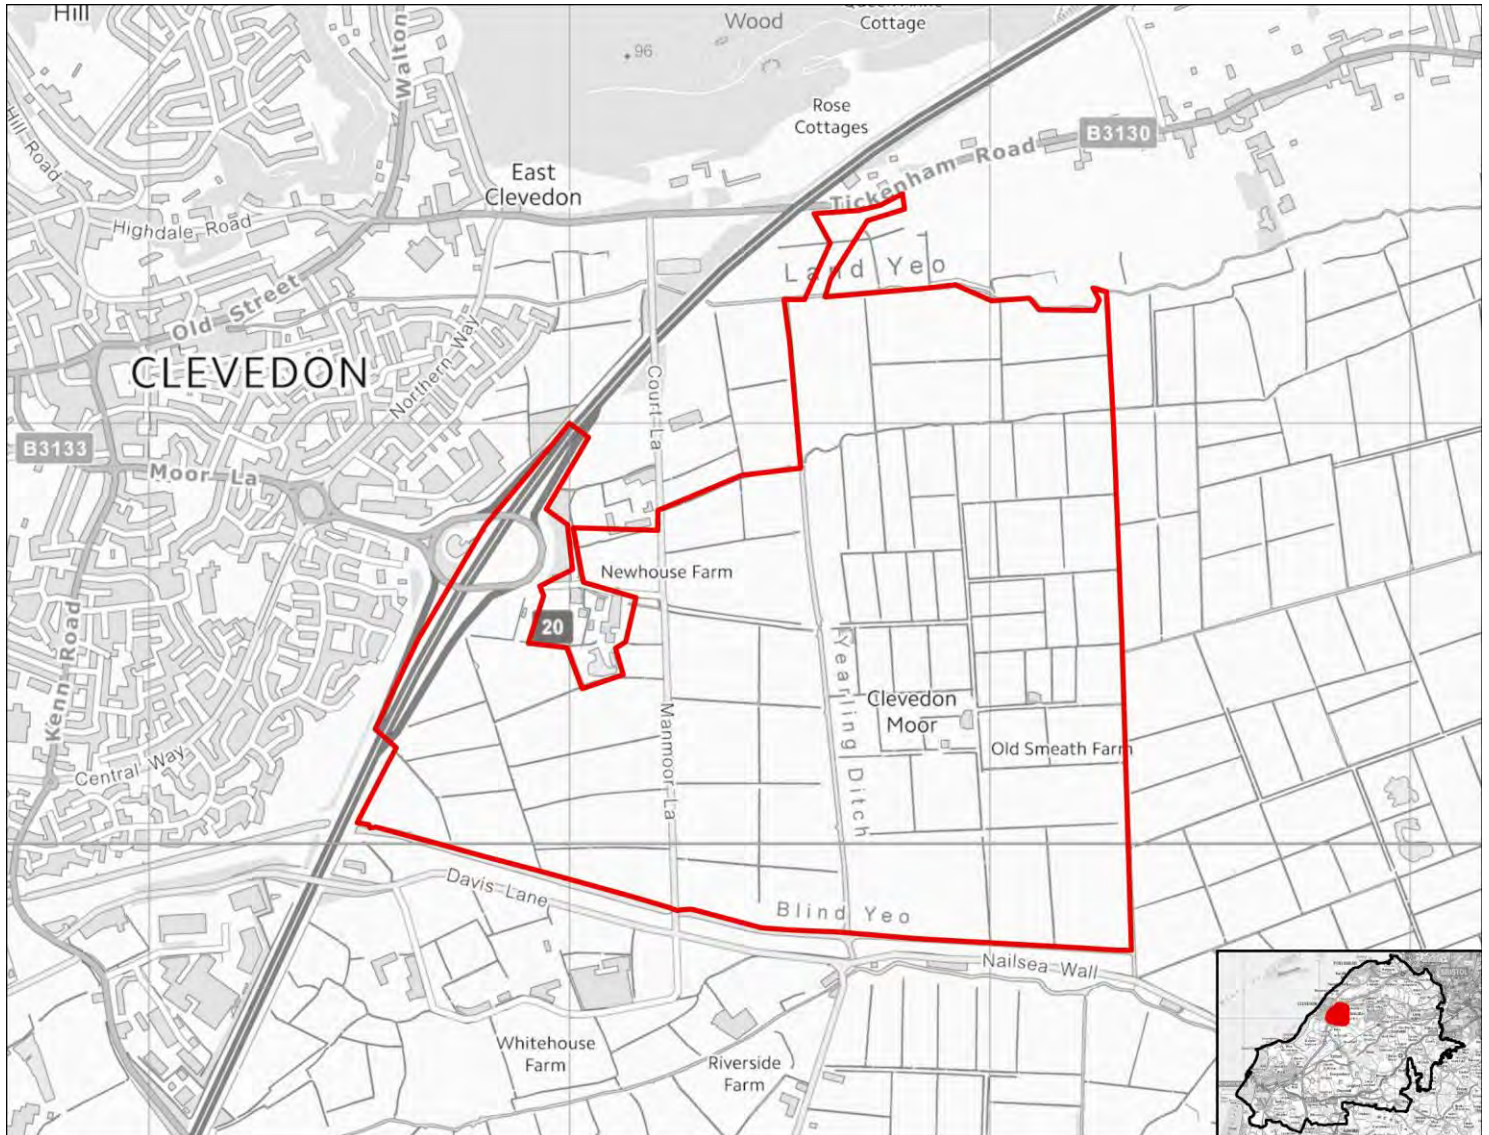 Hill
Wood
Cottage
96
Walton
Hill Road
Rose
Cottages
B3130
Tickenham Road
East
Clevedon
Highdale Road
Land Yeo
Old Street
Northern Way
CLEVEDON
Court La
B3133
Moor La
Newhouse Farm
20
Kenn Road
Yearling Ditch
Clevedon
Moor
Manmoor La
Old Smeath Farm
Central Way
Davis Lane
Blind Yeo
Nailsea Wall
Whitehouse
Farm
Riverside
Farm
BRISTOL